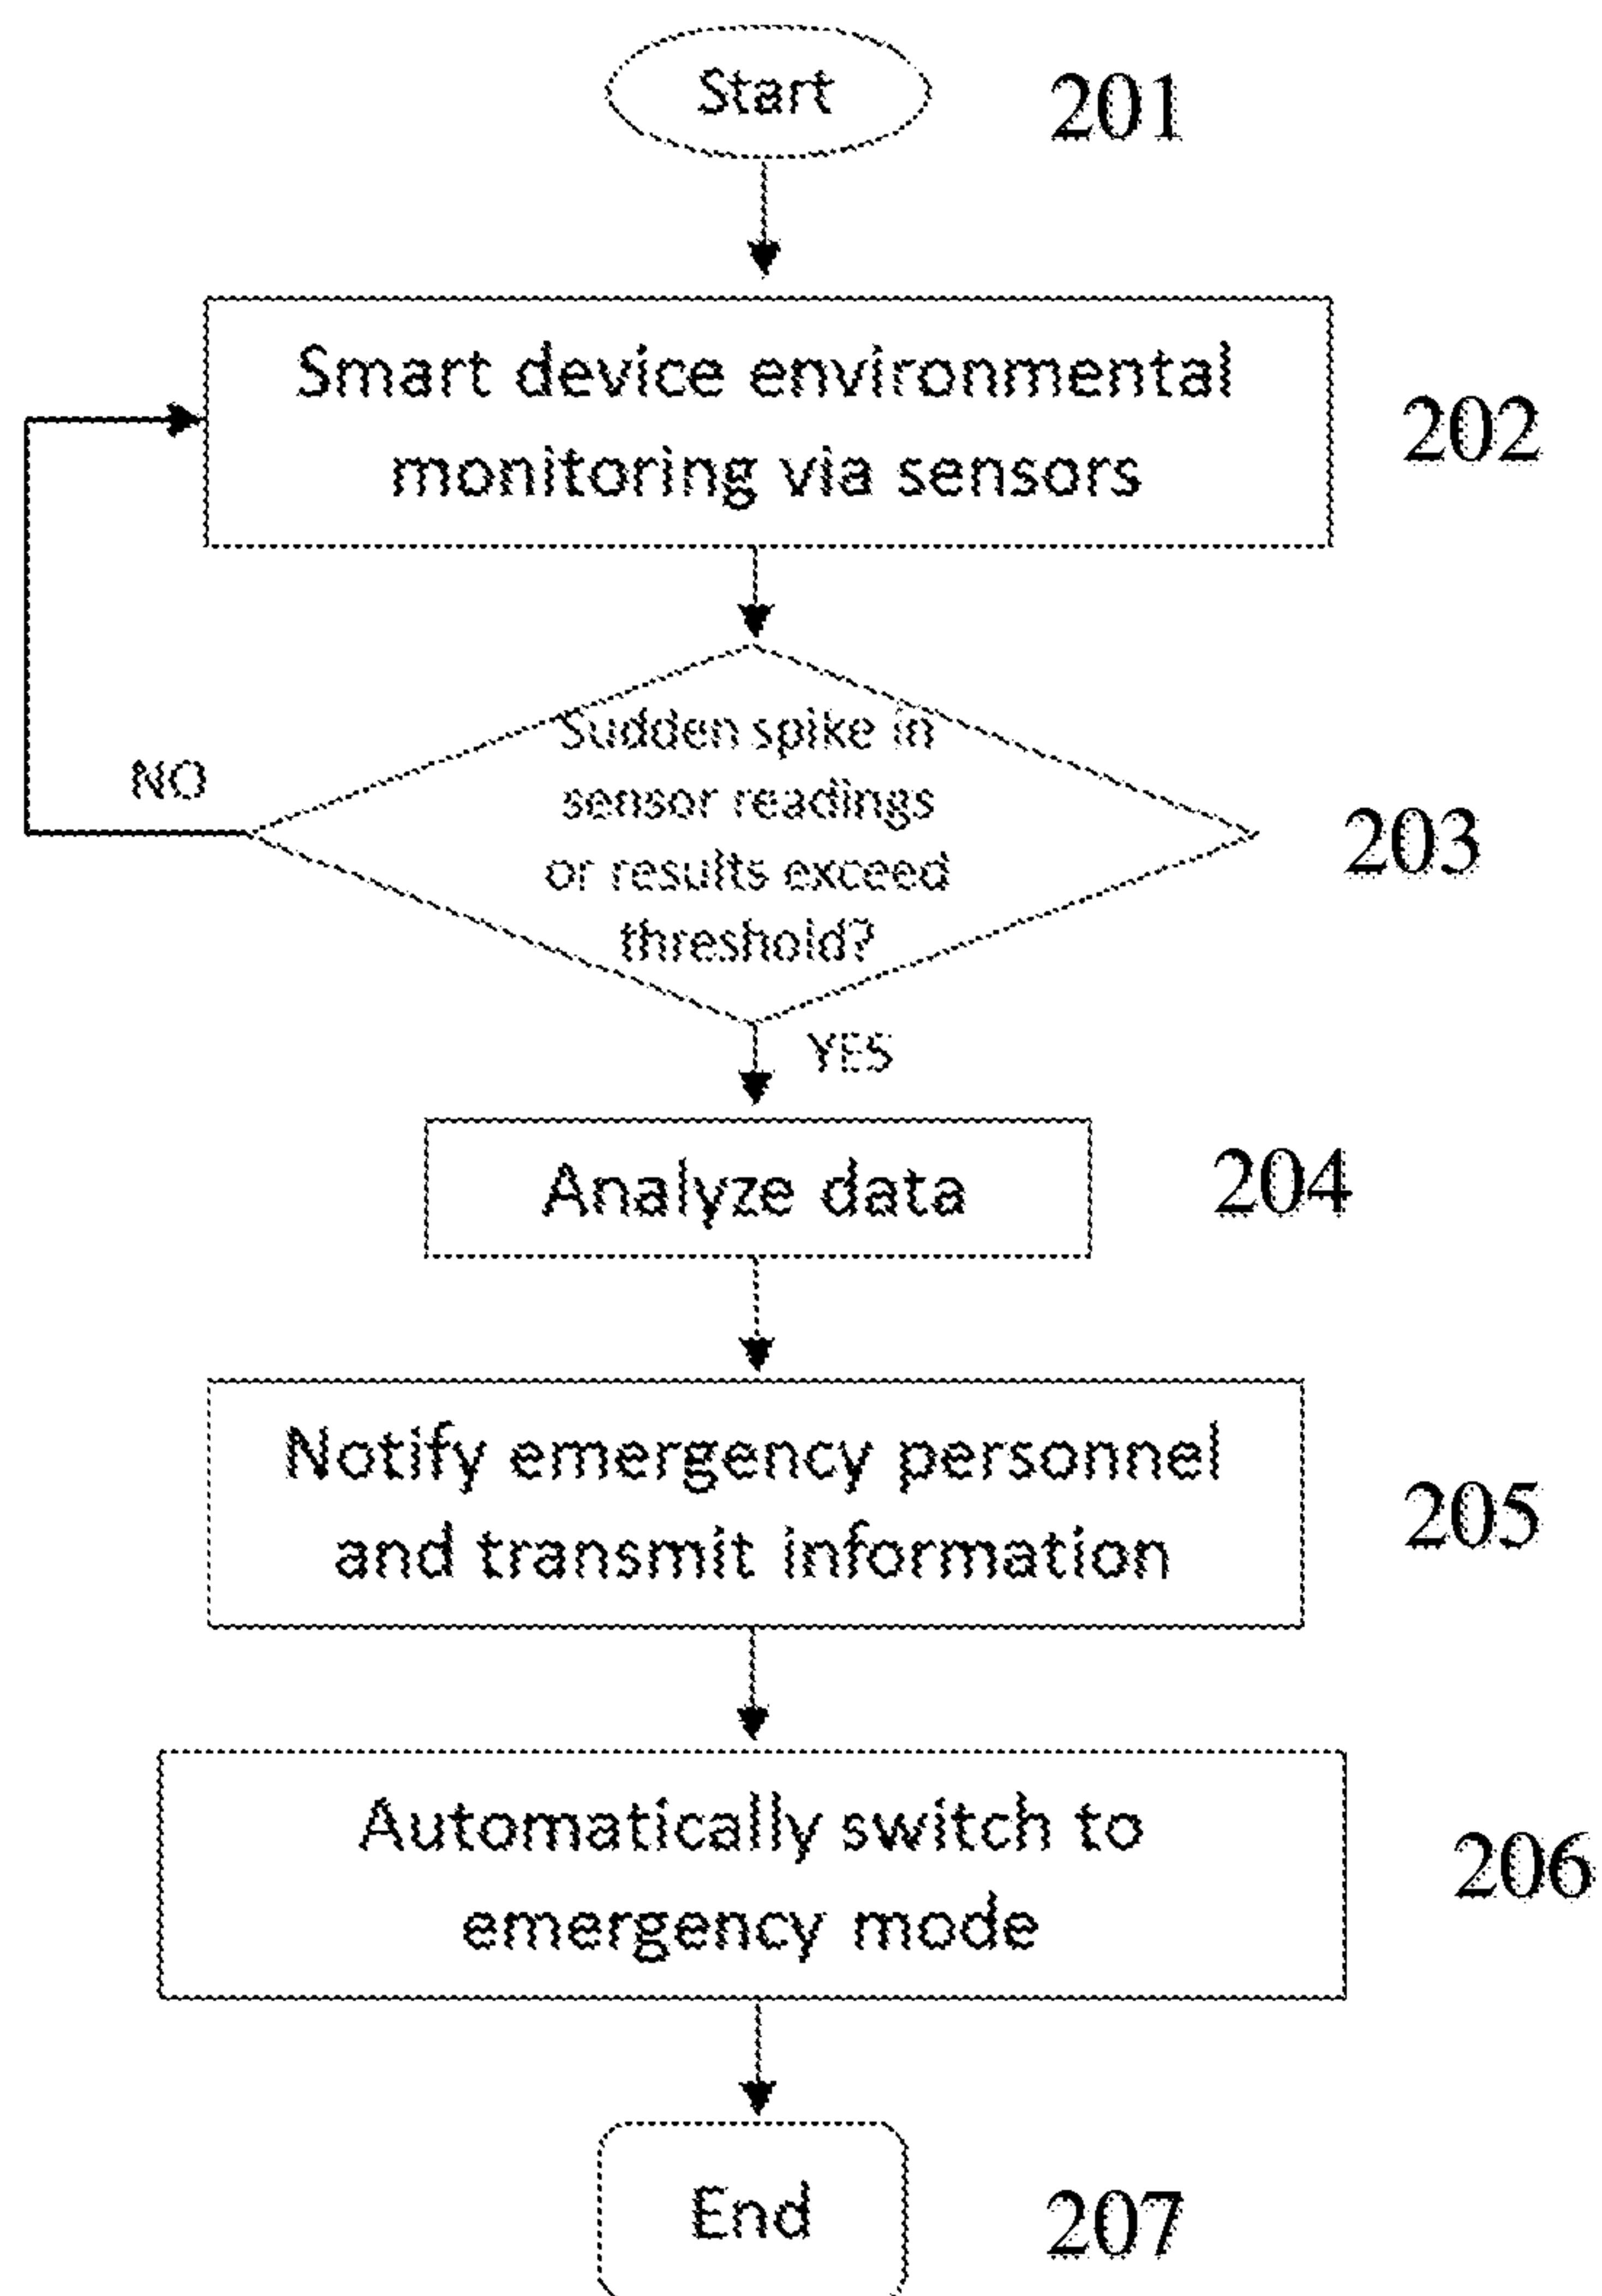 Start
201
Smart device environmental
monitoring via sensors
202
NO
Sudden spike in
sensor readings
or results exceed
threshold?
203
YES
Analyze data
204
Notify emergency personnel
and transmit information
205
Automatically switch to
emergency mode
206
End
207